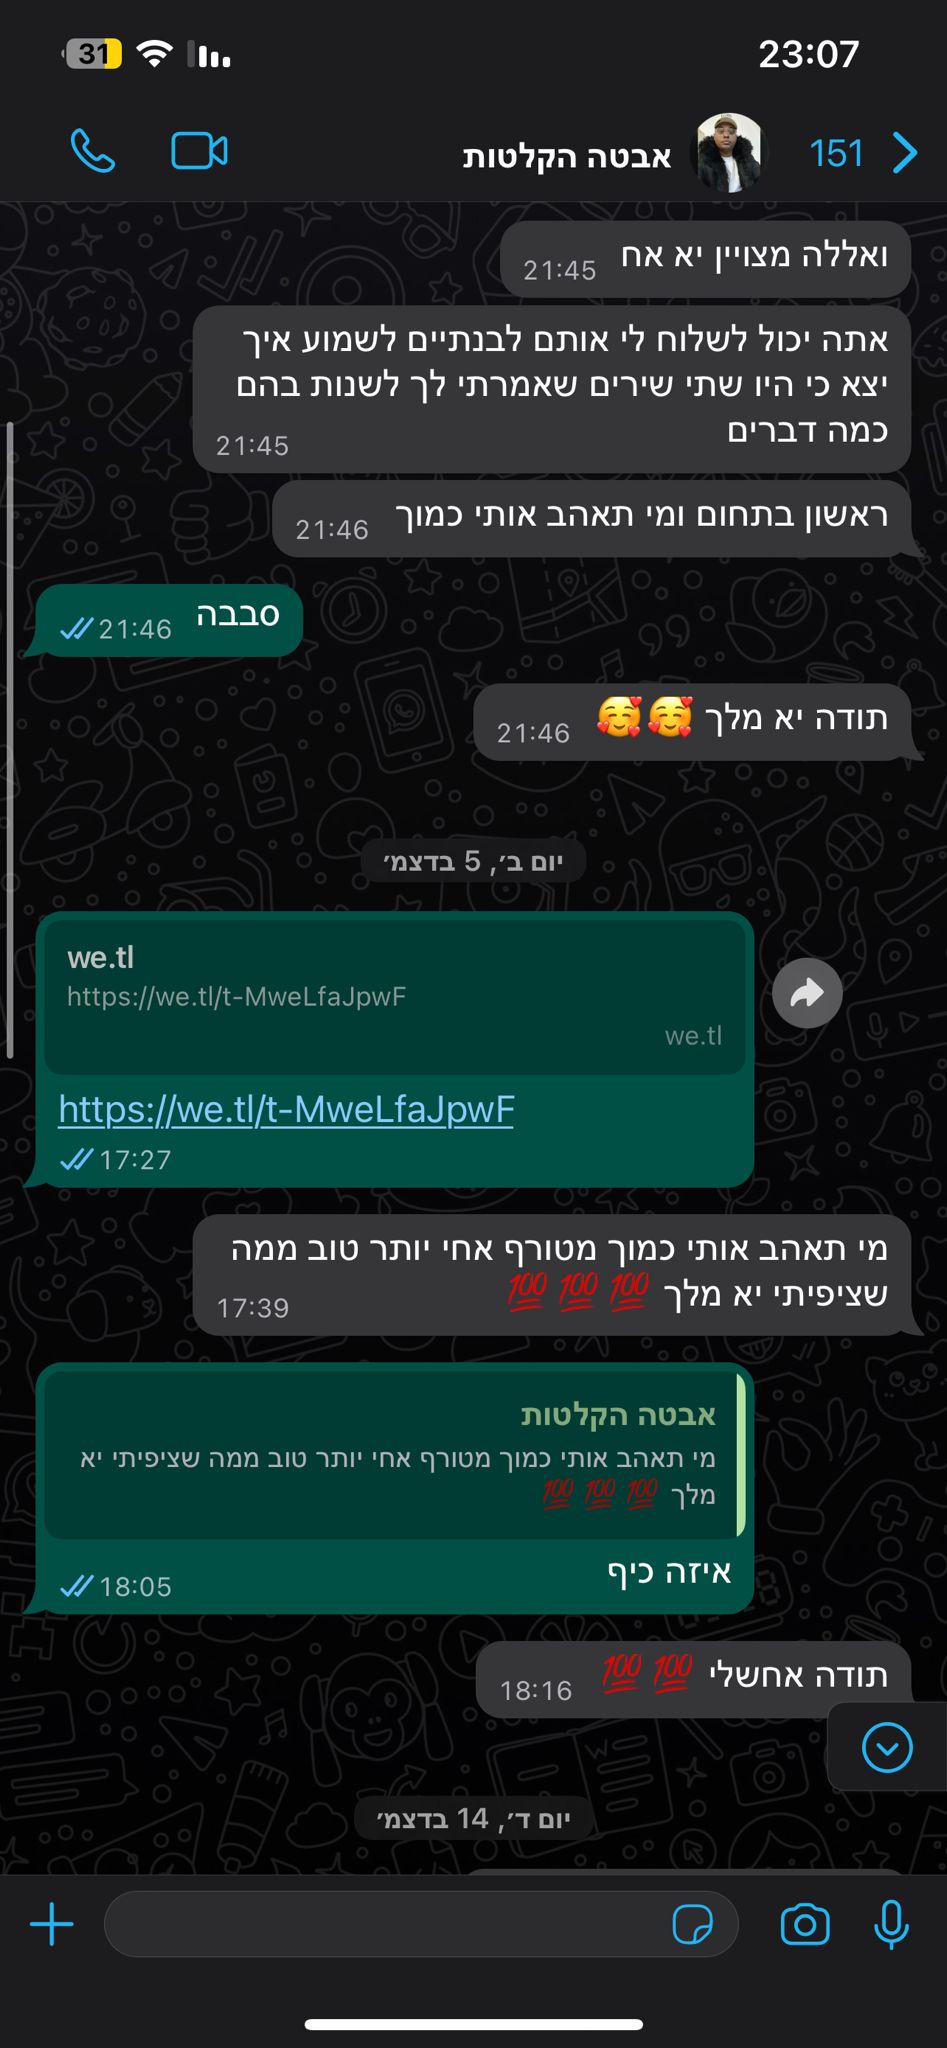 23:07
31
151
אבטה הקלטות
ואללה מצויין יא אח
21:45
אתה יכול לשלוח לי אותם לבנתיים לשמוע איך
יצא כי היו שתי שירים שאמרתי לך לשנות בהם
כמה דברים
21:45
ראשון בתחום ומי תאהב אותי כמוך
21:46
סבבה
21:46
תודה יא מלך 🥰🥰
21:46
יום ב׳, 5 בדצמ׳
we.tl
https://we.tl/t-MweLfaJpwF
we.tl
https://we.tl/t-MweLfaJpwF
17:27
מי תאהב אותי כמוך מטורף אחי יותר טוב ממה
שציפיתי יא מלך 💯💯💯
17:39
אבטה הקלטות
מי תאהב אותי כמוך מטורף אחי יותר טוב ממה שציפיתי יא
מלך 💯💯💯
איזה כיף
18:05
תודה אחשלי 💯💯
18:16
יום ד׳, 14 בדצמ׳